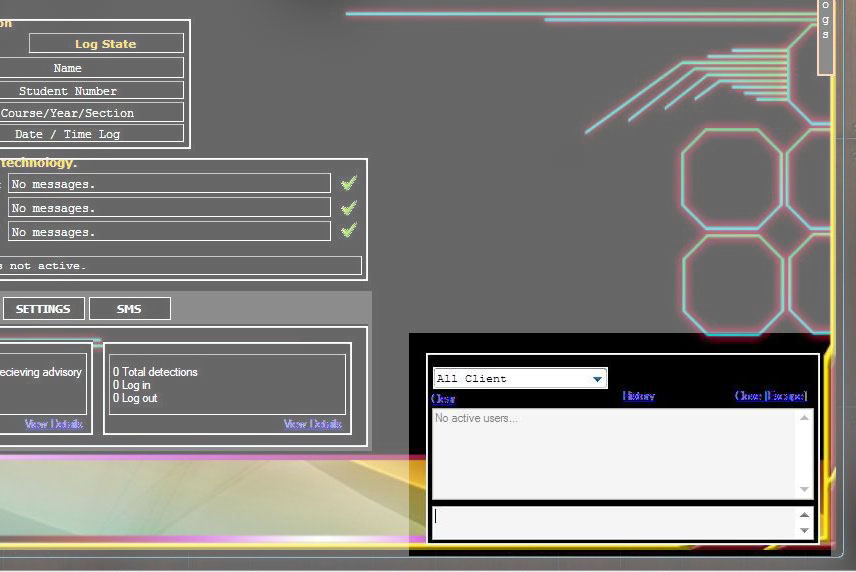 on
Log State
Name
Student Number
Course/Year/Section
Date / Time Log
technology.
No messages.
No messages.
No messages.
s not active.
SETTINGS
SMS
ecieving advisory
View Details
0 Total detections
0 Log in
0 Log out
View Details
o
g
s
All Client
Clear
History
Close [Escape]
No active users...